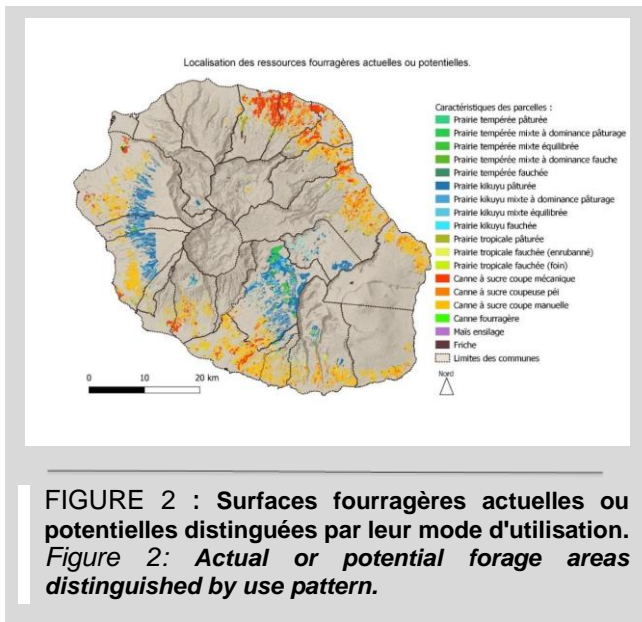 Localisation des ressources fourragères actuelles ou potentielles.
Caractéristiques des parcelles :
Prairie tempérée pâturée
Prairie tempérée mixte à dominance pâturage
Prairie tempérée mixte équilibrée
Prairie tempérée mixte à dominance fauche
Prairie tempérée fauchée
Prairie kikuyu pâturée
Prairie kikuyu mixte à dominance pâturage
Prairie kikuyu mixte équilibrée
Prairie kikuyu fauchée
Prairie tropicale pâturée
Prairie tropicale fauchée (enrubanné)
Prairie tropicale fauchée (foin)
Canne à sucre coupe mécanique
Canne à sucre coupeuse péi
Canne à sucre coupe manuelle
Canne fourragère
Maïs ensilage
Friche
Limites des communes
Nord
0 10 20 km
FIGURE 2 : Surfaces fourragères actuelles ou
potentielles distinguées par leur mode d'utilisation.
Figure 2: Actual or potential forage areas
distinguished by use pattern.